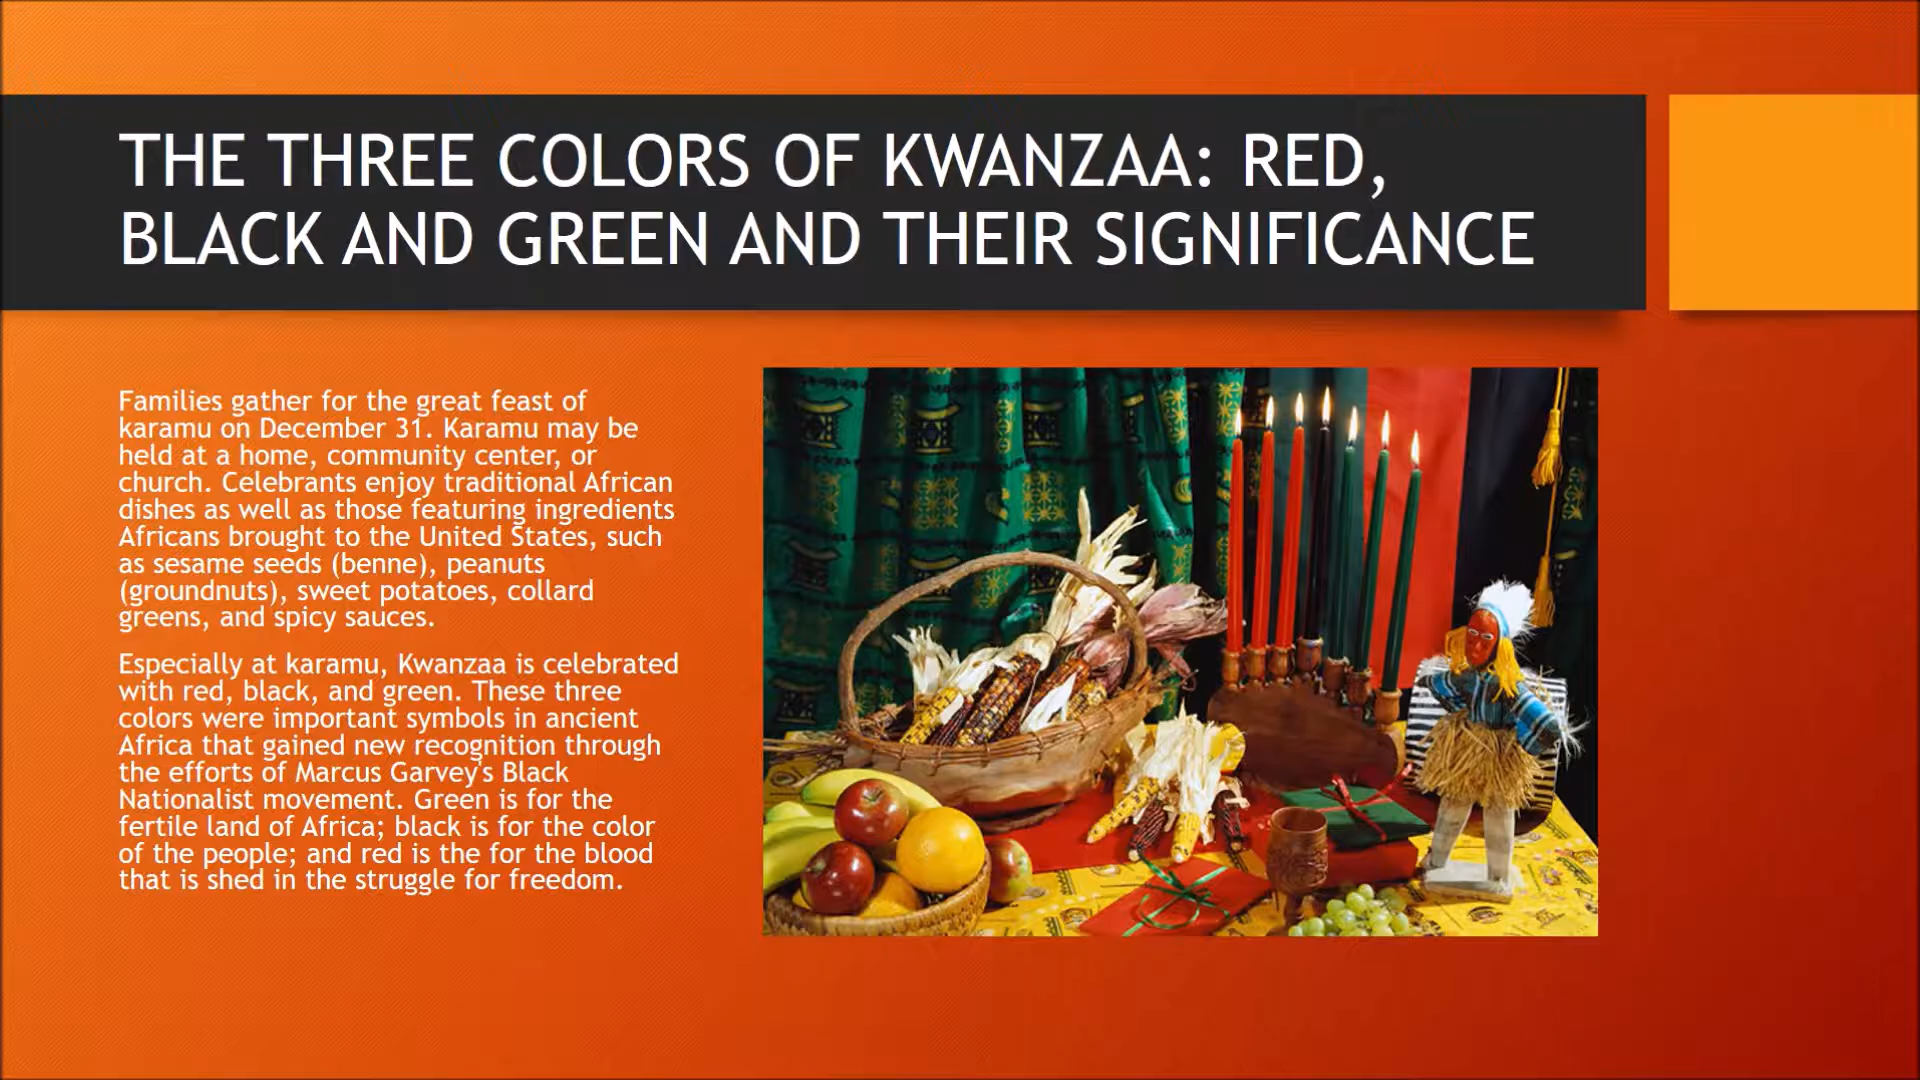 THE THREE COLORS OF KWANZAA: RED,
BLACK AND GREEN AND THEIR SIGNIFICANCE
Families gather for the great feast of
karamu on December 31. Karamu may be
held at a home, community center, or
church. Celebrants enjoy traditional African
dishes as well as those featuring ingredients
Africans brought to the United States, such
as sesame seeds (benne), peanuts
(groundnuts), sweet potatoes, collard
greens, and spicy sauces.
Especially at karamu, Kwanzaa is celebrated
with red, black, and green. These three
colors were important symbols in ancient
Africa that gained new recognition through
the efforts of Marcus Garvey's Black
Nationalist movement. Green is for the
fertile land of Africa; black is for the color
of the people; and red is the for the blood
that is shed in the struggle for freedom.